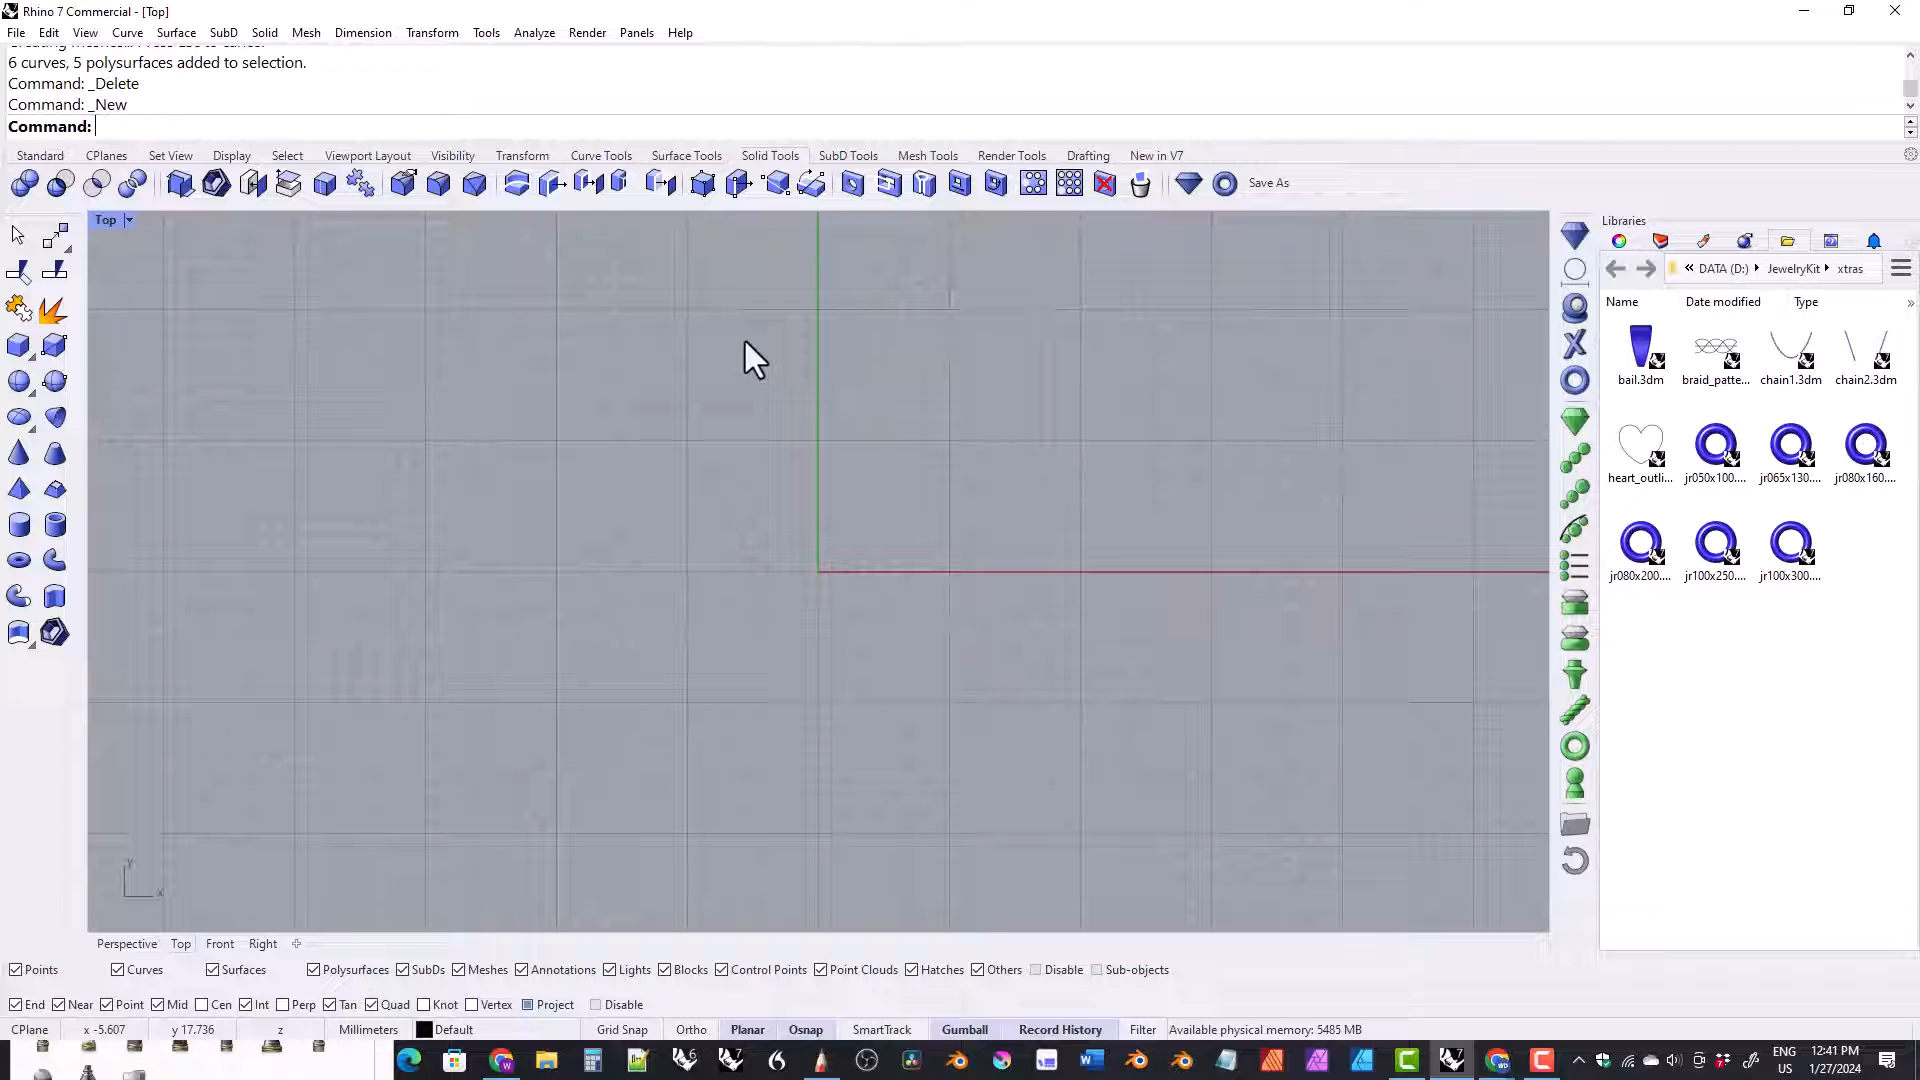 Rhino 7 Commercial - [Top]
File Edit View Curve Surface SubD Solid Mesh Dimension Transform Tools Analyze Render Panels Help
6 curves, 5 polysurfaces added to selection.
Command: _Delete
Command: _New
Command:
Standard CPlanes Set View Display Select Viewport Layout Visibility Transform Curve Tools Surface Tools Solid Tools SubD Tools Mesh Tools Render Tools Drafting New in V7
Save As
Top
Libraries
« DATA (D:) JewelryKit xtras
Name Date modified Type »
bail.3dm braid_patte... chain1.3dm chain2.3dm
heart_outli... jr050x100.... jr065x130.... jr080x160....
jr080x200.... jr100x250.... jr100x300....
y
x
Perspective Top Front Right
Points Curves Surfaces Polysurfaces SubDs Meshes Annotations Lights Blocks Control Points Point Clouds Hatches Others Disable Sub-objects
End Near Point Mid Cen Int Perp Tan Quad Knot Vertex Project Disable
CPlane x -5.607 y 17.736 z Millimeters Default Grid Snap Ortho Planar Osnap SmartTrack Gumball Record History Filter Available physical memory: 5485 MB
ENG 12:41 PM
US 1/27/2024